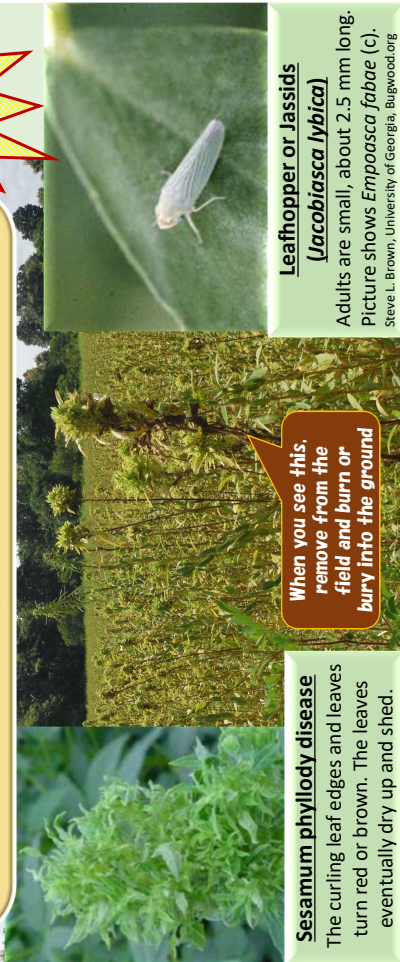 Sesamum phyllody disease
The curling leaf edges and leaves
turn red or brown. The leaves
eventually dry up and shed.
When you see this,
remove from the
field and burn or
bury into the ground
Leafhopper or Jassids
(Jacobiasca lybica)
Adults are small, about 2.5 mm long.
Picture shows Empoasca fabae (c).
Steve L. Brown, University of Georgia, Bugwood.org